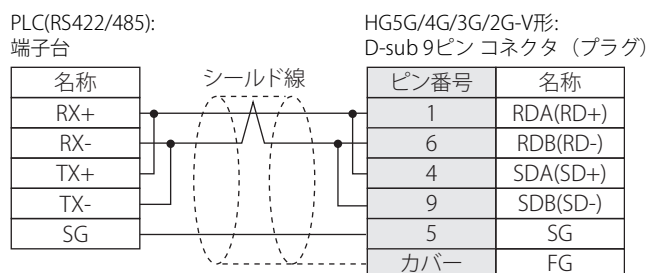 PLC(RS422/485):
端子台
HG5G/4G/3G/2G-V形:
D-sub 9ピン コネクタ（プラグ）
名称
シールド線
ピン番号 名称
RX+ 1 RDA(RD+)
RX- 6 RDB(RD-)
TX+ 4 SDA(SD+)
TX- 9 SDB(SD-)
SG 5 SG
カバー FG